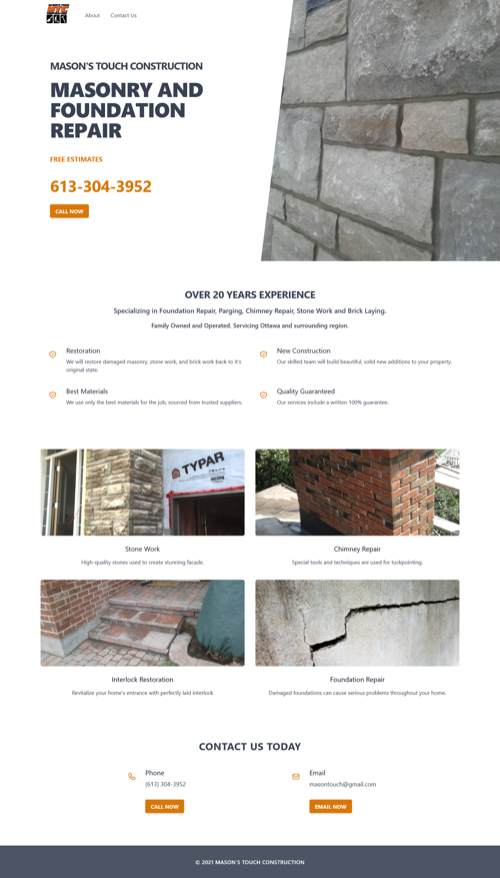 MTC
About
Contact Us
MASON'S TOUCH CONSTRUCTION
MASONRY AND
FOUNDATION
REPAIR
FREE ESTIMATES
613-304-3952
CALL NOW
OVER 20 YEARS EXPERIENCE
Specializing in Foundation Repair, Parging, Chimney Repair, Stone Work and Brick Laying.
Family Owned and Operated. Servicing Ottawa and surrounding region.
Restoration
We will restore damaged masonry, stone work, and brick work back to it's
original state.
New Construction
Our skilled team will build beautiful, solid new additions to your property.
Best Materials
We use only the best materials for the job, sourced from trusted suppliers.
Quality Guaranteed
Our services include a written 100% guarantee.
TYPAR
Stone Work
High-quality stones used to create stunning facade.
Chimney Repair
Special tools and techniques are used for tuckpointing.
Interlock Restoration
Revitalize your home's entrance with perfectly laid interlock
Foundation Repair
Damaged foundations can cause serious problems throughout your home.
CONTACT US TODAY
Phone
(613) 304-3952
CALL NOW
Email
masontouch@gmail.com
EMAIL NOW
© 2021 MASON'S TOUCH CONSTRUCTION